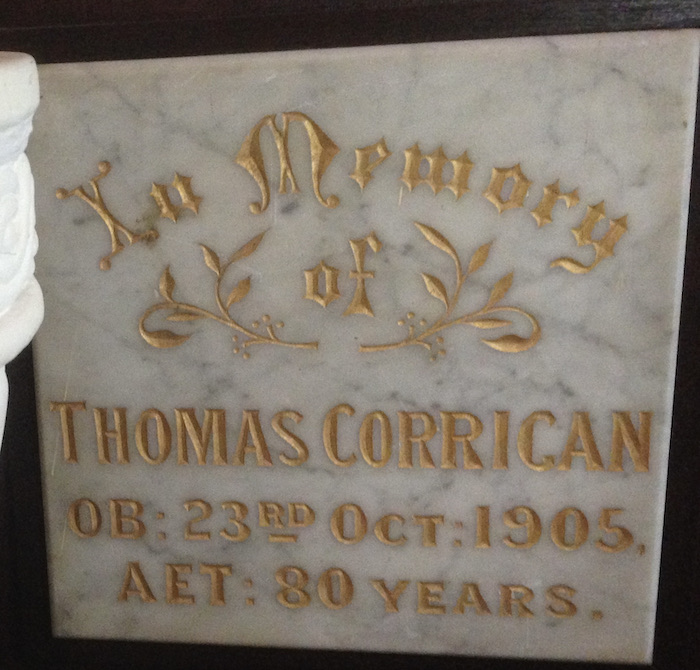 In Memory
of
THOMAS CORRIGAN
OB: 23RD OCT: 1905,
AET: 80 YEARS.